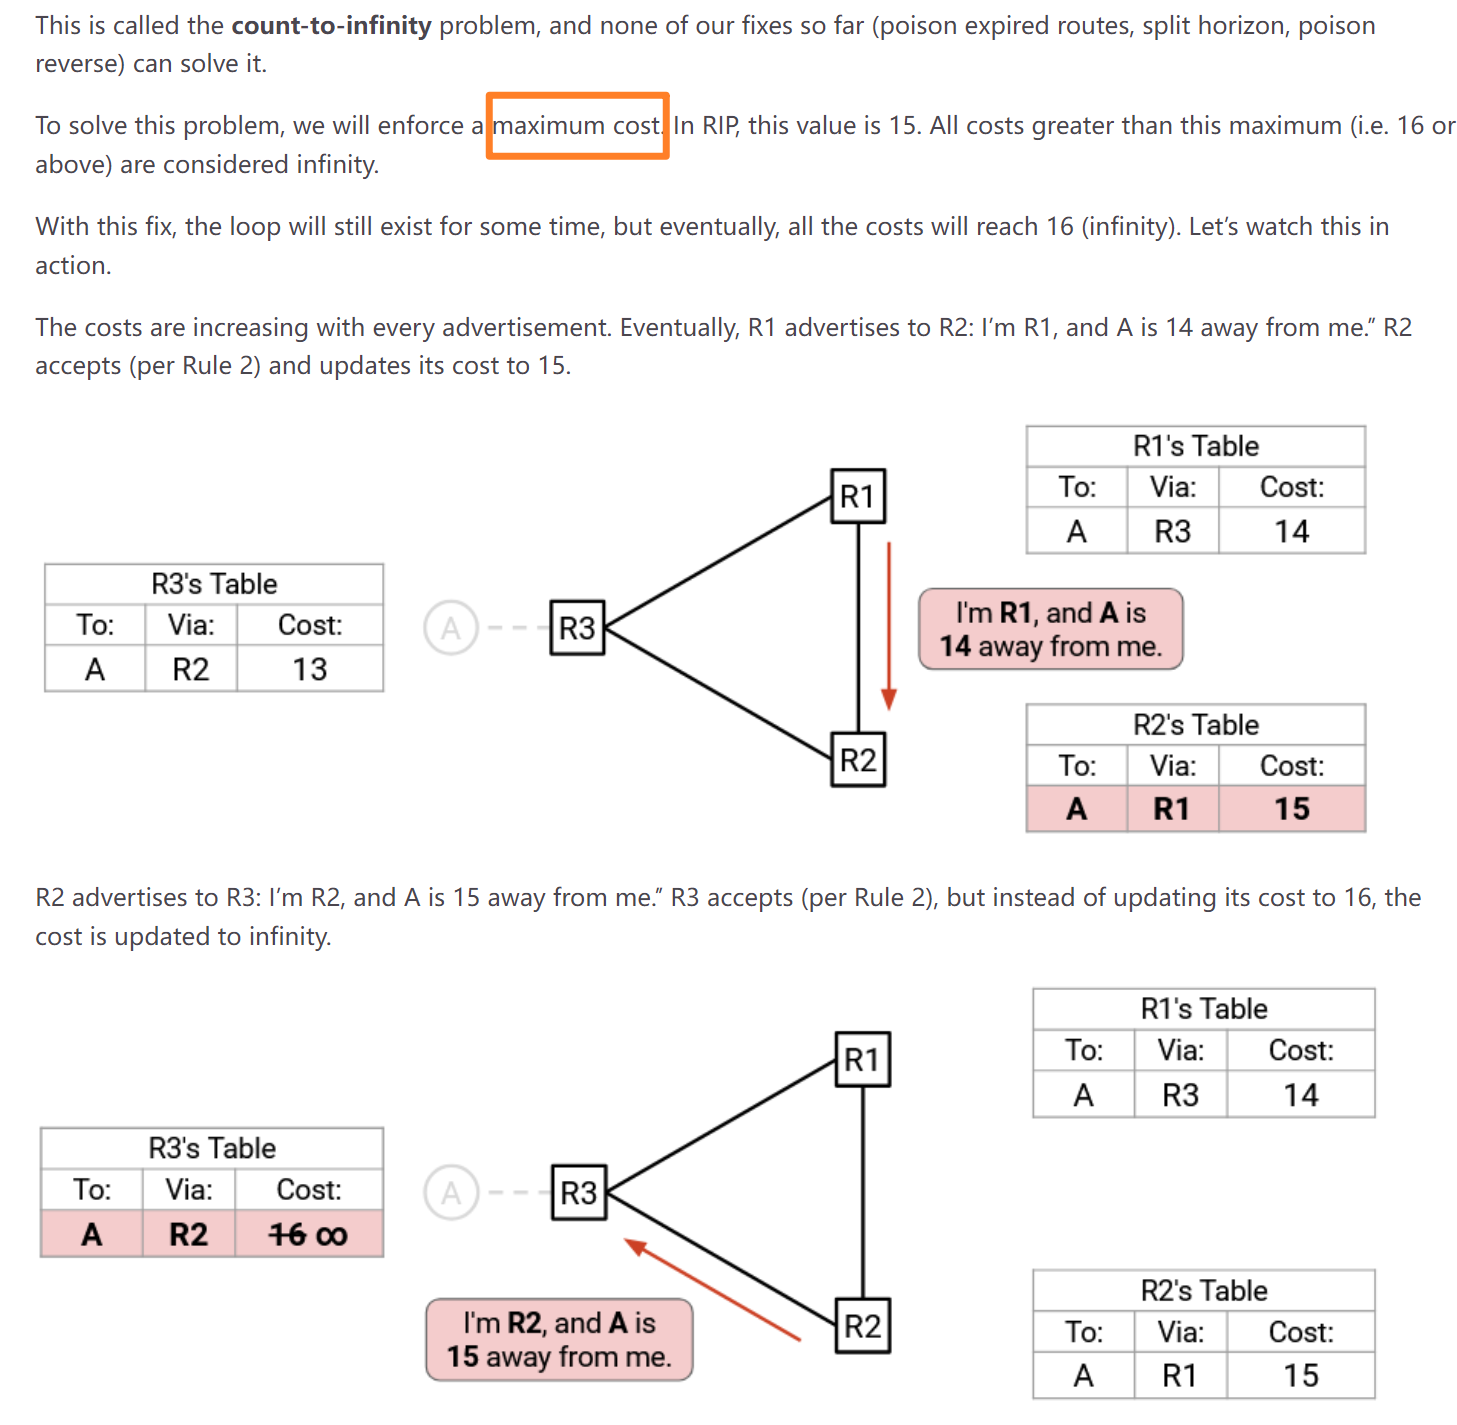 This is called the count-to-infinity problem, and none of our fixes so far (poison expired routes, split horizon, poison
reverse) can solve it.
To solve this problem, we will enforce a maximum cost. In RIP, this value is 15. All costs greater than this maximum (i.e. 16 or
above) are considered infinity.
With this fix, the loop will still exist for some time, but eventually, all the costs will reach 16 (infinity). Let’s watch this in
action.
The costs are increasing with every advertisement. Eventually, R1 advertises to R2: I’m R1, and A is 14 away from me.” R2
accepts (per Rule 2) and updates its cost to 15.
R1's Table
To: Via: Cost:
A R3 14
R1
R3's Table
To: Via: Cost:
A R2 13
A
R3
I'm R1, and A is
14 away from me.
R2
R2's Table
To: Via: Cost:
A R1 15
R2 advertises to R3: I’m R2, and A is 15 away from me.” R3 accepts (per Rule 2), but instead of updating its cost to 16, the
cost is updated to infinity.
R1's Table
To: Via: Cost:
A R3 14
R1
R3's Table
To: Via: Cost:
A R2 16 ∞
A
R3
I'm R2, and A is
15 away from me.
R2
R2's Table
To: Via: Cost:
A R1 15